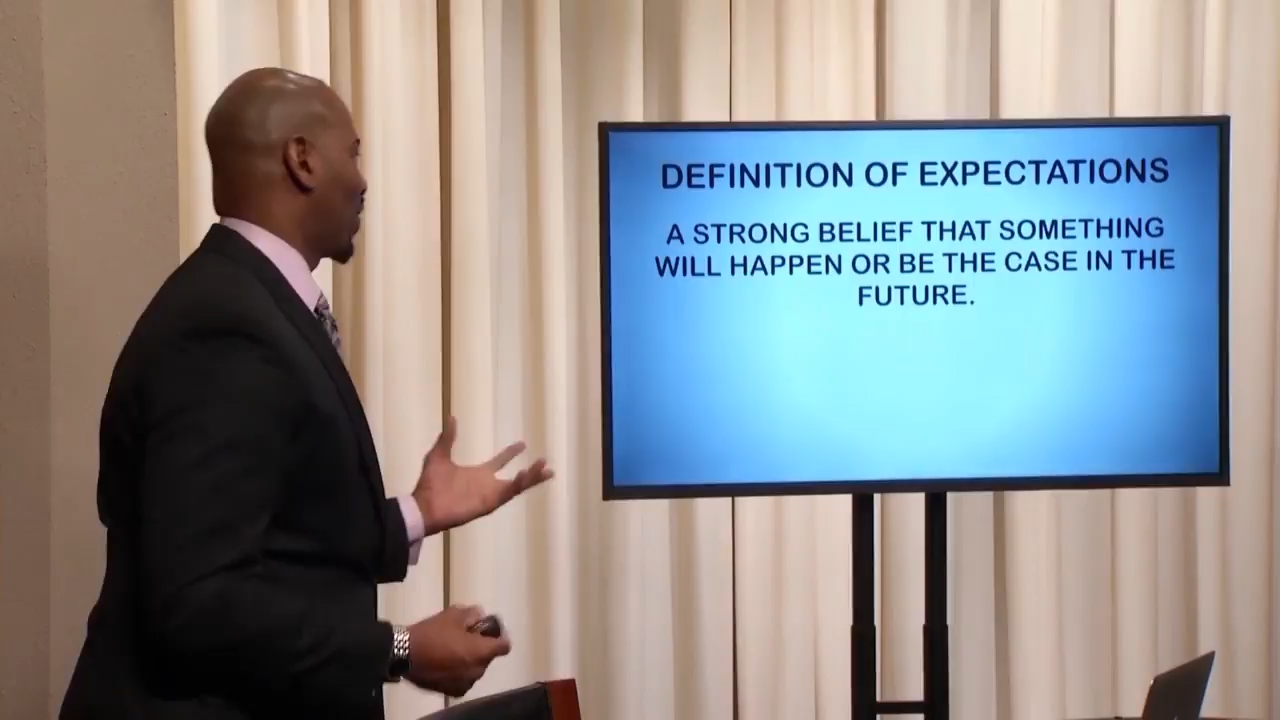 DEFINITION OF EXPECTATIONS
A STRONG BELIEF THAT SOMETHING
WILL HAPPEN OR BE THE CASE IN THE
FUTURE.